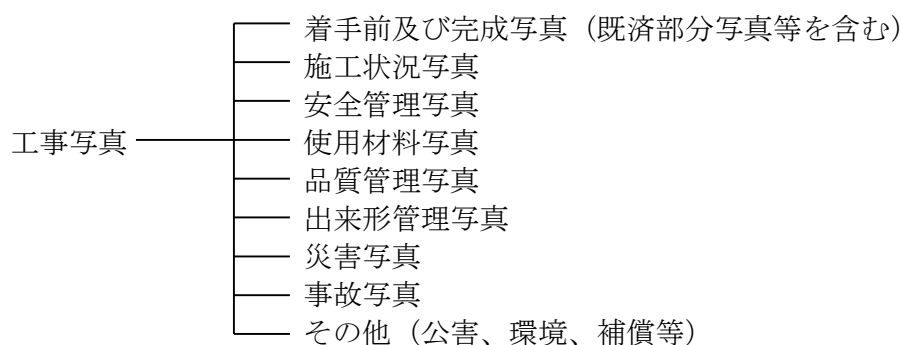 着手前及び完成写真（既済部分写真等を含む）
施工状況写真
安全管理写真
工事写真
使用材料写真
品質管理写真
出来形管理写真
災害写真
事故写真
その他（公害、環境、補償等）